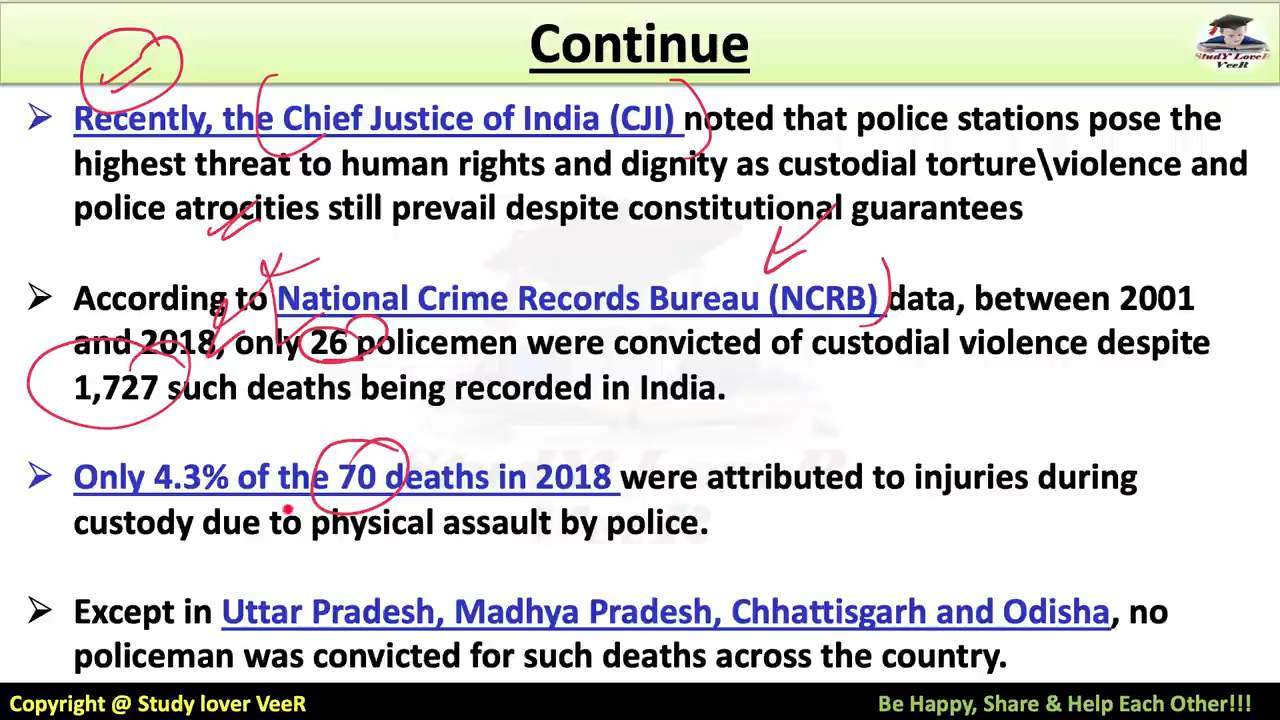 Continue
StudY LoveR
VeeR
Recently, the Chief Justice of India (CJI) noted that police stations pose the
highest threat to human rights and dignity as custodial torture\violence and
police atrocities still prevail despite constitutional guarantees
According to National Crime Records Bureau (NCRB) data, between 2001
and 2018, only 26 policemen were convicted of custodial violence despite
1,727 such deaths being recorded in India.
Only 4.3% of the 70 deaths in 2018 were attributed to injuries during
custody due to physical assault by police.
Except in Uttar Pradesh, Madhya Pradesh, Chhattisgarh and Odisha, no
policeman was convicted for such deaths across the country.
Copyright @ Study lover VeeR
Be Happy, Share & Help Each Other!!!